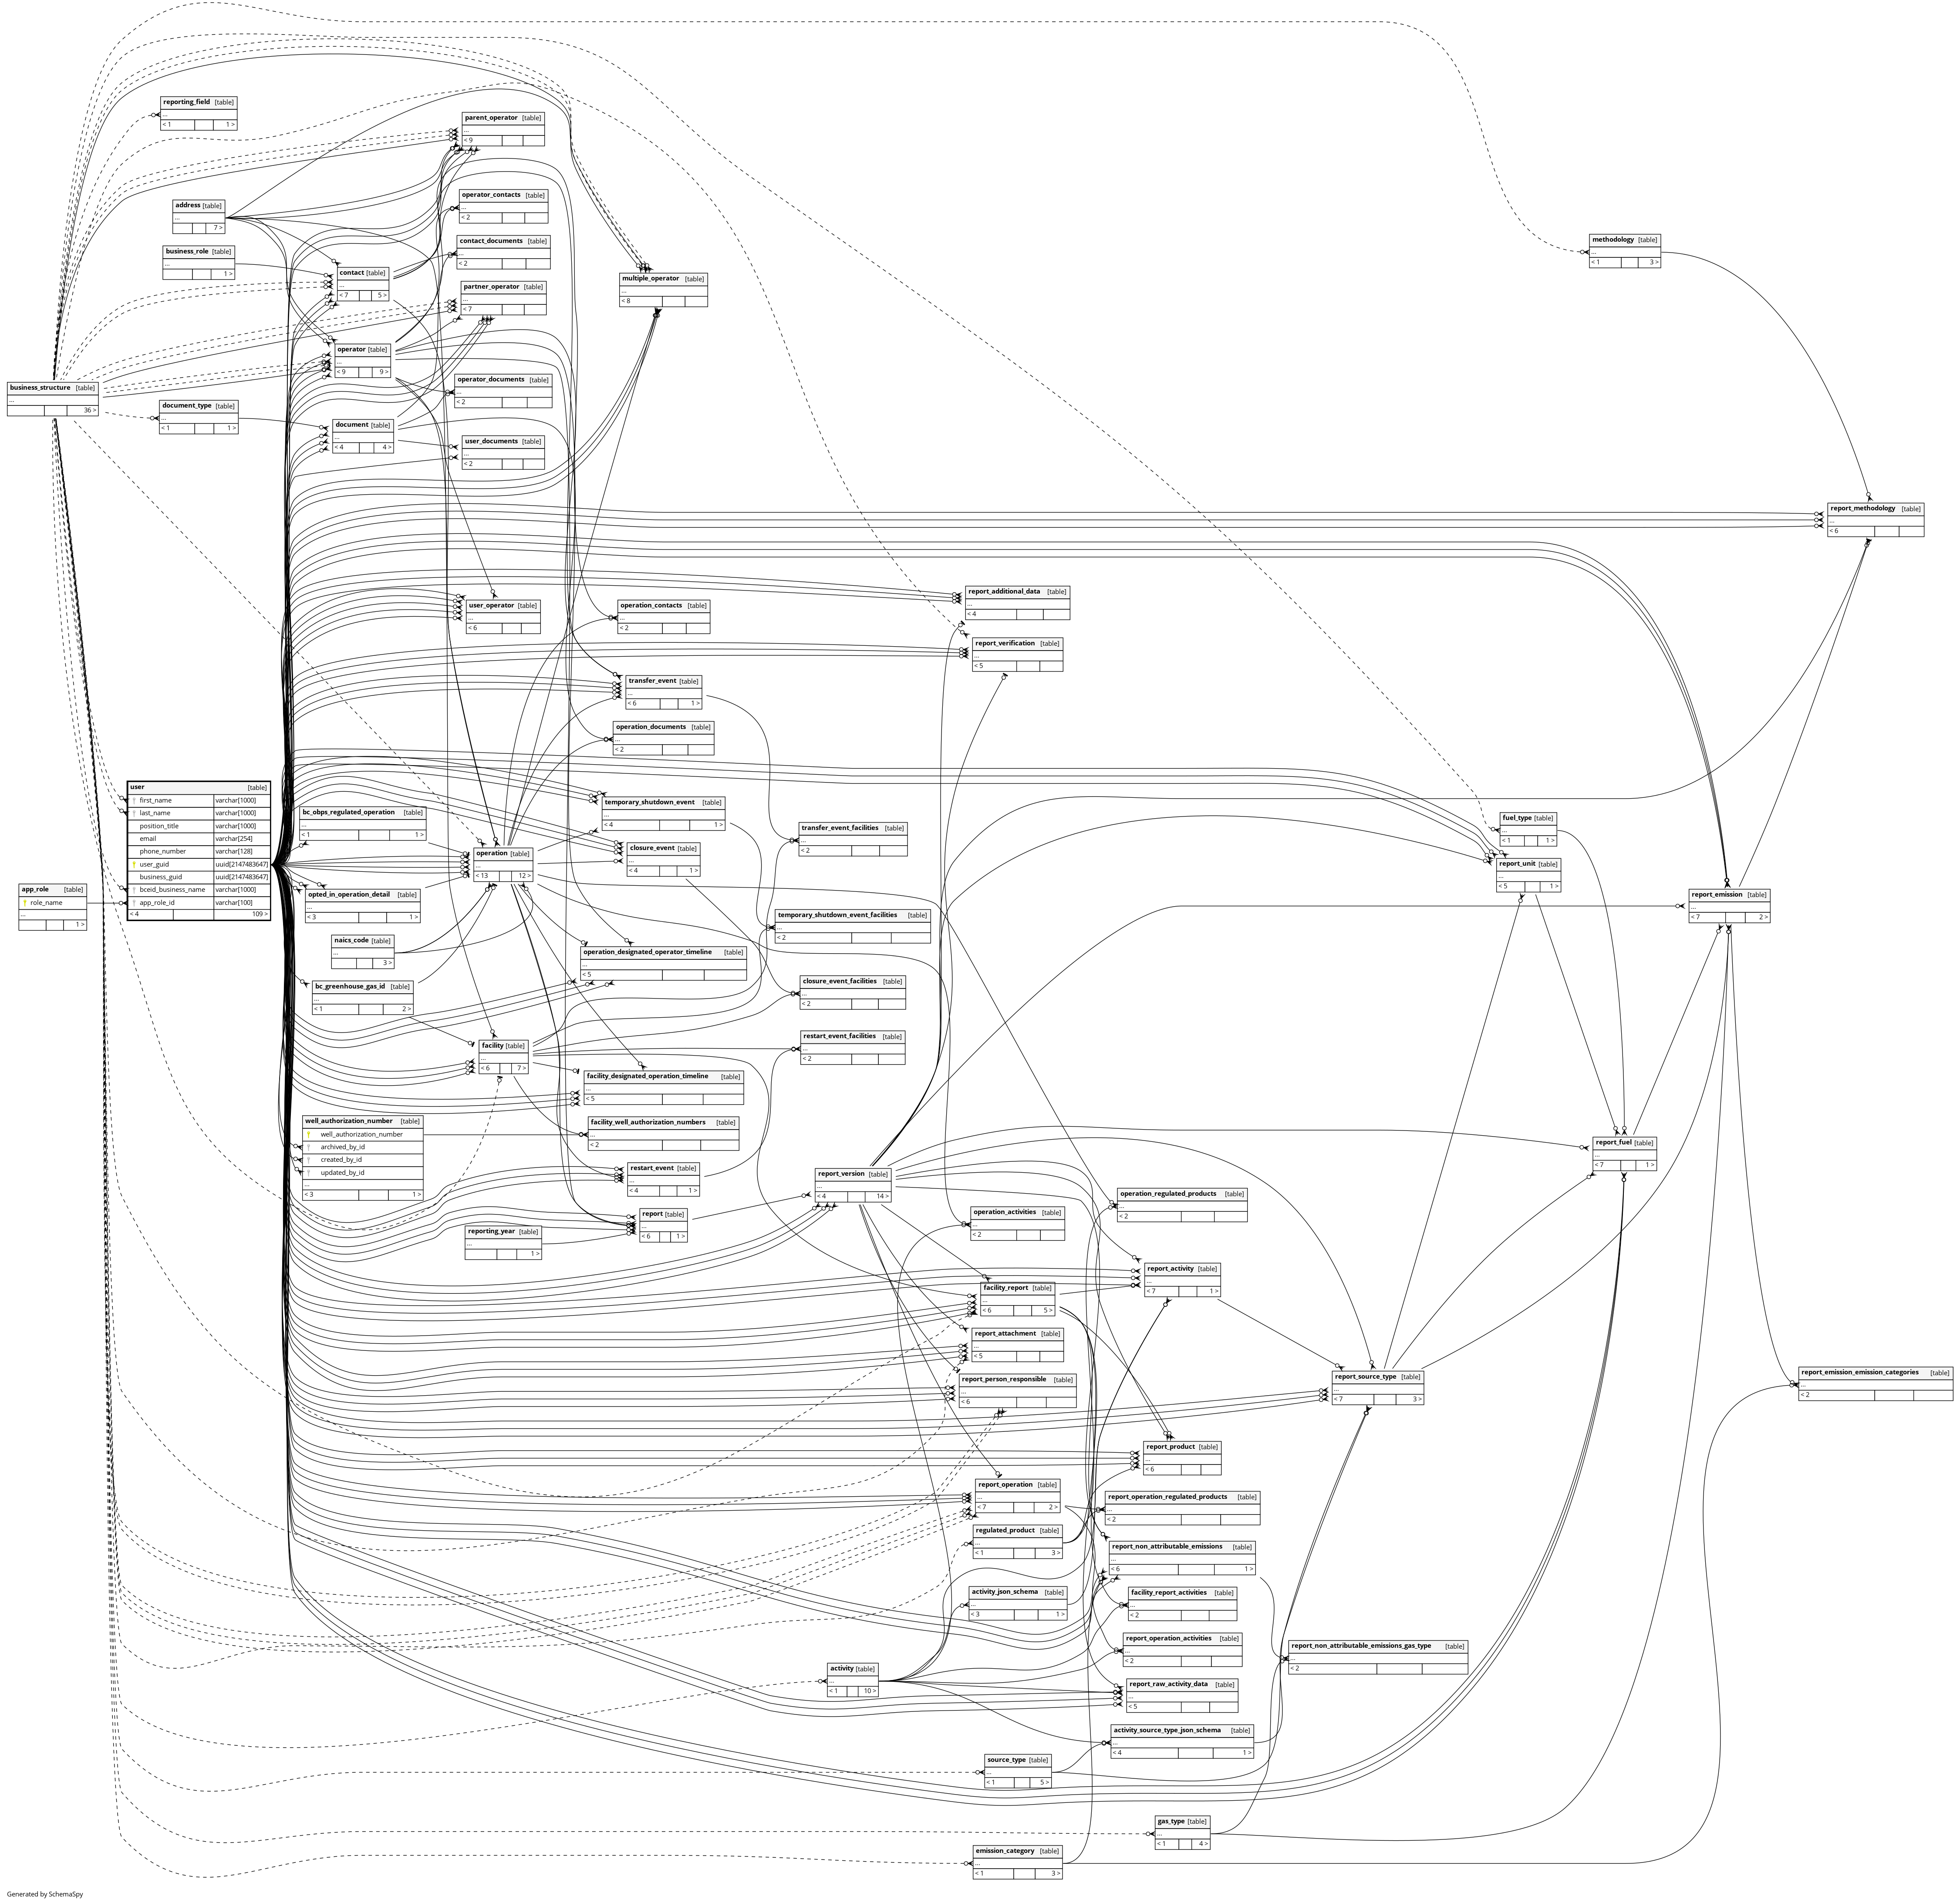 reporting_field [table]
...
< 1 1 >
parent_operator [table]
...
< 9
operator_contacts [table]
...
< 2
address [table]
...
7 >
business_role [table]
...
1 >
contact_documents [table]
...
< 2
methodology [table]
...
< 1 3 >
contact [table]
...
< 7 5 >
multiple_operator [table]
...
< 8
partner_operator [table]
...
< 7
operator [table]
...
< 9 9 >
operator_documents [table]
...
< 2
business_structure [table]
...
36 >
document_type [table]
...
< 1 1 >
document [table]
...
< 4 4 >
user_documents [table]
...
< 2
report_methodology [table]
...
< 6
report_additional_data [table]
...
< 4
user_operator [table]
...
< 6
operation_contacts [table]
...
< 2
report_verification [table]
...
< 5
transfer_event [table]
...
< 6 1 >
operation_documents [table]
...
< 2
user [table]
first_name varchar[1000]
last_name varchar[1000]
position_title varchar[1000]
email varchar[254]
phone_number varchar[128]
user_guid uuid[2147483647]
business_guid uuid[2147483647]
bceid_business_name varchar[1000]
app_role_id varchar[100]
< 4 109 >
app_role [table]
role_name
...
1 >
bc_obps_regulated_operation [table]
...
< 1 1 >
temporary_shutdown_event [table]
...
< 4 1 >
transfer_event_facilities [table]
...
< 2
fuel_type [table]
...
< 1 1 >
operation [table]
...
< 13 12 >
closure_event [table]
...
< 4 1 >
report_unit [table]
...
< 5 1 >
opted_in_operation_detail [table]
...
< 3 1 >
report_emission [table]
...
< 7 2 >
temporary_shutdown_event_facilities [table]
...
< 2
naics_code [table]
...
3 >
operation_designated_operator_timeline [table]
...
< 5
closure_event_facilities [table]
...
< 2
bc_greenhouse_gas_id [table]
...
< 1 2 >
restart_event_facilities [table]
...
< 2
facility [table]
...
< 6 7 >
facility_designated_operation_timeline [table]
...
< 5
well_authorization_number [table]
well_authorization_number
archived_by_id
created_by_id
updated_by_id
...
< 3 1 >
facility_well_authorization_numbers [table]
...
< 2
report_fuel [table]
...
< 7 1 >
restart_event [table]
...
< 4 1 >
report_version [table]
...
< 4 14 >
operation_regulated_products [table]
...
< 2
report [table]
...
< 6 1 >
operation_activities [table]
...
< 2
reporting_year [table]
...
1 >
report_activity [table]
...
< 7 1 >
facility_report [table]
...
< 6 5 >
report_attachment [table]
...
< 5
report_source_type [table]
...
< 7 3 >
report_emission_emission_categories [table]
...
< 2
report_person_responsible [table]
...
< 6
report_product [table]
...
< 6
report_operation [table]
...
< 7 2 >
report_operation_regulated_products [table]
...
< 2
regulated_product [table]
...
< 1 3 >
report_non_attributable_emissions [table]
...
< 6 1 >
activity_json_schema [table]
...
< 3 1 >
facility_report_activities [table]
...
< 2
report_operation_activities [table]
...
< 2
report_non_attributable_emissions_gas_type [table]
...
< 2
activity [table]
...
< 1 10 >
report_raw_activity_data [table]
...
< 5
activity_source_type_json_schema [table]
...
< 4 1 >
source_type [table]
...
< 1 5 >
gas_type [table]
...
< 1 4 >
emission_category [table]
...
< 1 3 >
Generated by SchemaSpy